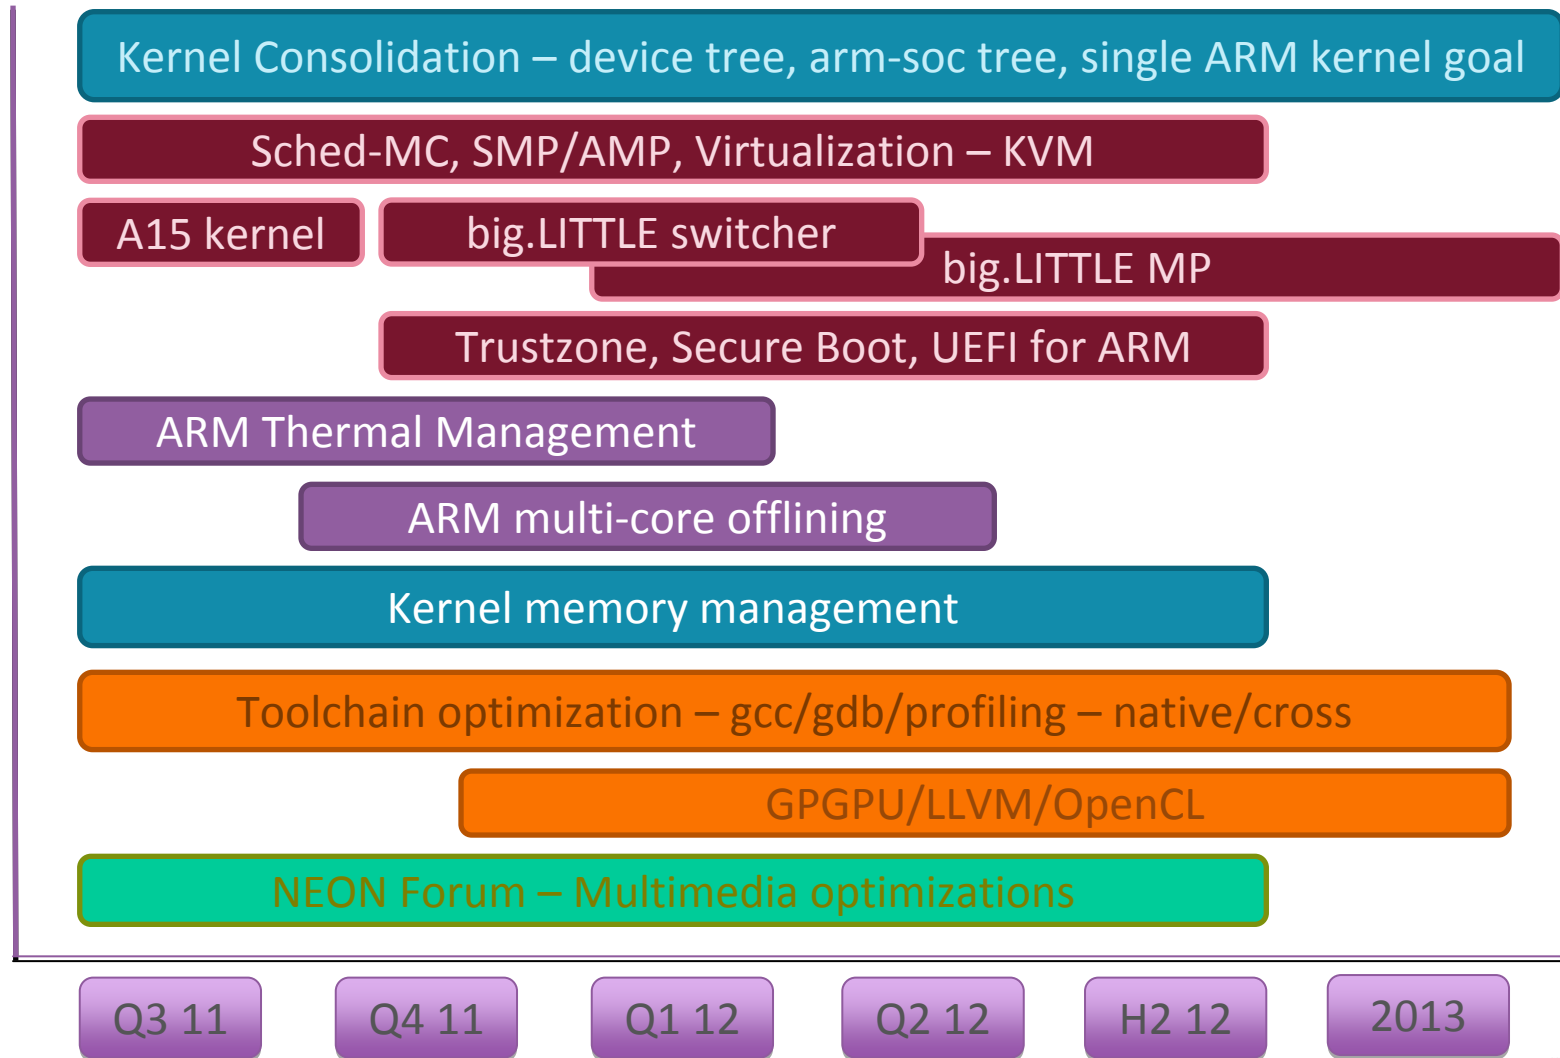 Kernel Consolidation – device tree, arm-soc tree, single ARM kernel goal
Sched-MC, SMP/AMP, Virtualization – KVM
A15 kernel
big.LITTLE switcher
big.LITTLE MP
Trustzone, Secure Boot, UEFI for ARM
ARM Thermal Management
ARM multi-core offlining
Kernel memory management
Toolchain optimization – gcc/gdb/profiling – native/cross
GPGPU/LLVM/OpenCL
NEON Forum – Multimedia optimizations
Q3 11
Q4 11
Q1 12
Q2 12
H2 12
2013